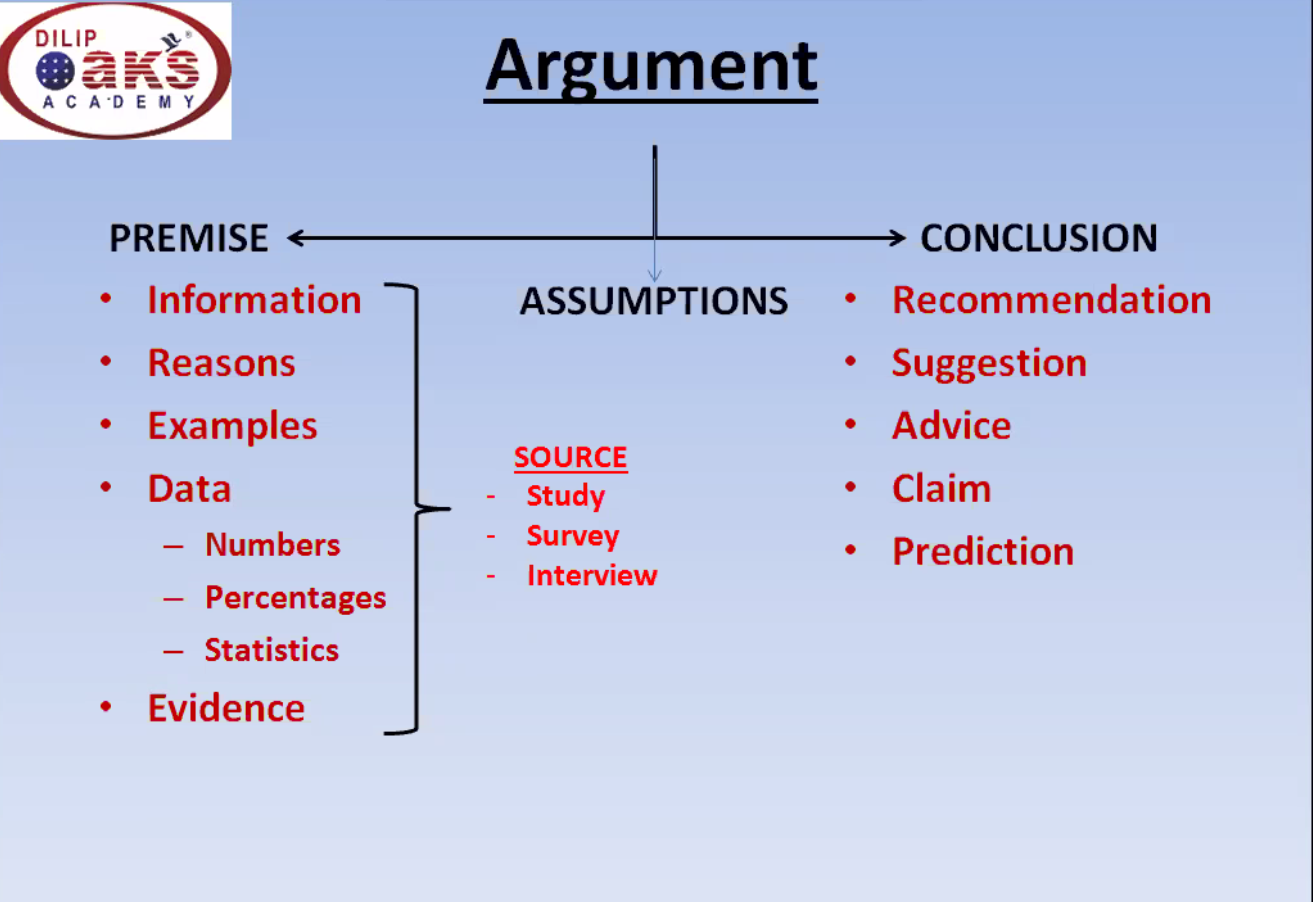 DILIP
Oaks®
ACADEMY
Argument
PREMISE
• Information
• Reasons
• Examples
• Data
– Numbers
– Percentages
– Statistics
• Evidence
ASSUMPTIONS
SOURCE
- Study
- Survey
- Interview
CONCLUSION
• Recommendation
• Suggestion
• Advice
• Claim
• Prediction